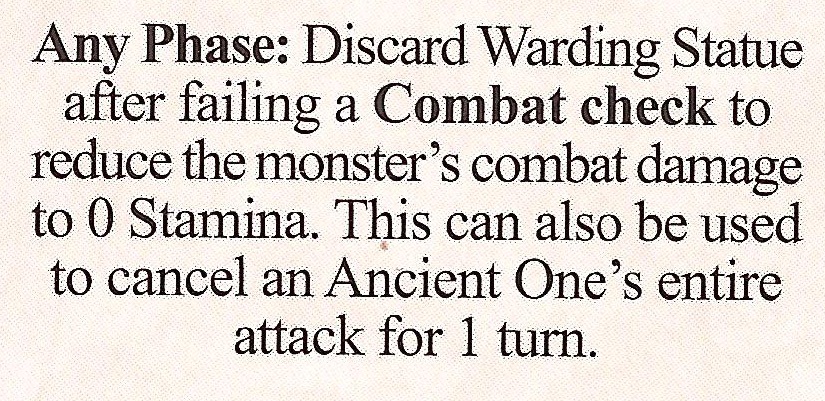 Any Phase: Discard Warding Statue
after failing a Combat check to
reduce the monster's combat damage
to 0 Stamina. This can also be used
to cancel an Ancient One's entire
attack for 1 turn.